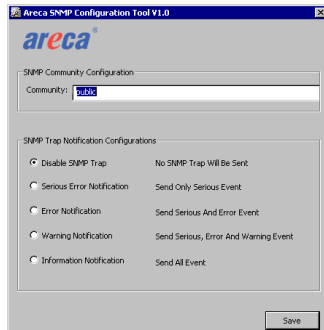 Areca SNMP Configuration Tool V1.0
areca®
SNMP Community Configuration
Community: public
SNMP Trap Notification Configurations
Disable SNMP Trap No SNMP Trap Will Be Sent
Serious Error Notification Send Only Serious Event
Error Notification Send Serious And Error Event
Warning Notification Send Serious, Error And Warning Event
Information Notification Send All Event
Save